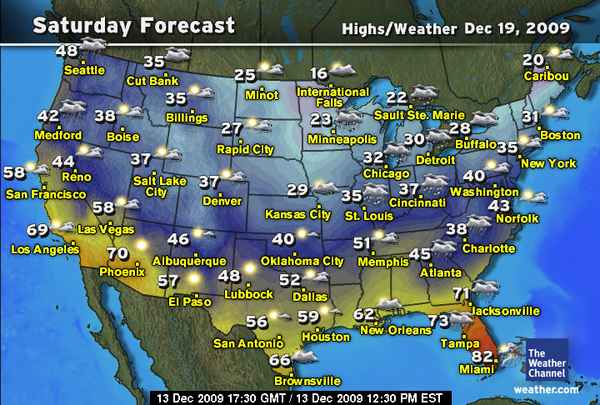 Saturday Forecast
Highs/Weather Dec 19, 2009
48
Seattle
35
Cut Bank
25
Minot
16
International
Falls
20
Caribou
35
Billings
22
Sault Ste. Marie
42
Medford
38
Boise
27
Rapid City
23
Minneapolis
30
Detroit
28
Buffalo
31
Boston
35
New York
58
San Francisco
44
Reno
37
Salt Lake
City
37
Denver
29
Kansas City
32
Chicago
35
St. Louis
37
Cincinnati
40
Washington
43
Norfolk
58
Las Vegas
69
Los Angeles
70
Phoenix
46
Albuquerque
40
Oklahoma City
51
Memphis
38
Charlotte
45
Atlanta
57
El Paso
48
Lubbock
52
Dallas
71
Jacksonville
56
San Antonio
59
Houston
62
New Orleans
73
Tampa
66
Brownsville
82
Miami
The
Weather
Channel
weather.com
13 Dec 2009 17:30 GMT / 13 Dec 2009 12:30 PM EST